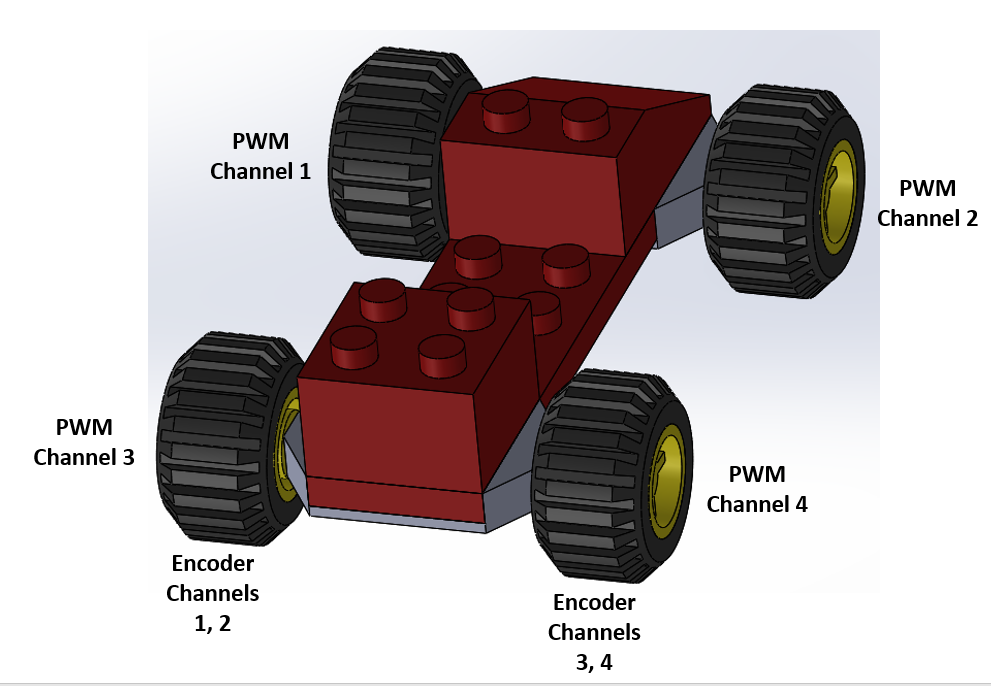 PWM
Channel 1
PWM
Channel 2
PWM
Channel 3
PWM
Channel 4
Encoder
Channels
1, 2
Encoder
Channels
3, 4